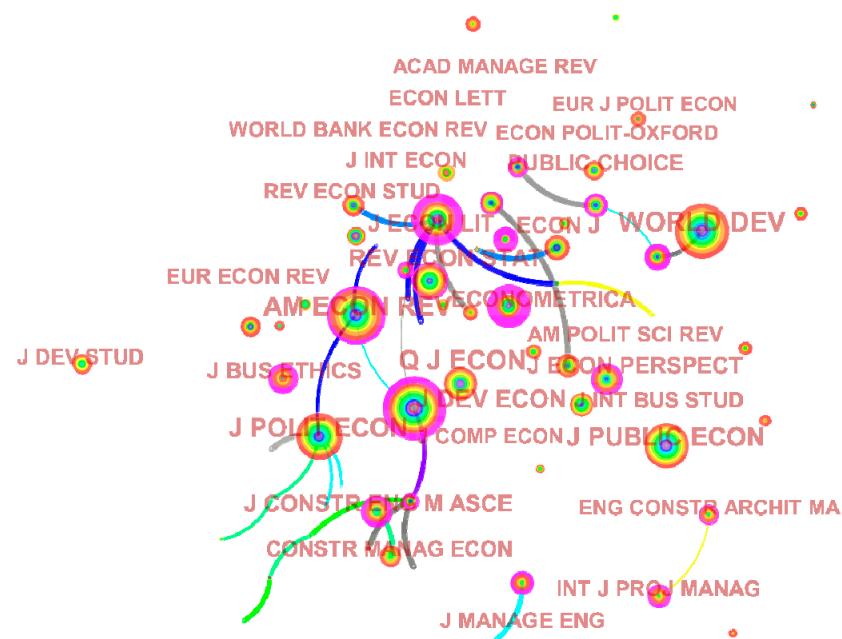 ACAD MANAGE REV
ECON LETT
EUR J POLIT ECON
WORLD BANK ECON REV
ECON POLIT-OXFORD
J INT ECON
PUBLIC CHOICE
REV ECON STUD
J ECON LIT
ECON J
WORLD DEV
REV ECON STAT
EUR ECON REV
AM ECON REV
ECONOMETRICA
AM POLIT SCI REV
J DEV STUD
J BUS ETHICS
Q J ECON
J ECON PERSPECT
J DEV ECON
J INT BUS STUD
J POLIT ECON
J COMP ECON
J PUBLIC ECON
J CONSTR ENG M ASCE
ENG CONSTR ARCHIT MA
CONSTR MANAG ECON
INT J PROJ MANAG
J MANAGE ENG